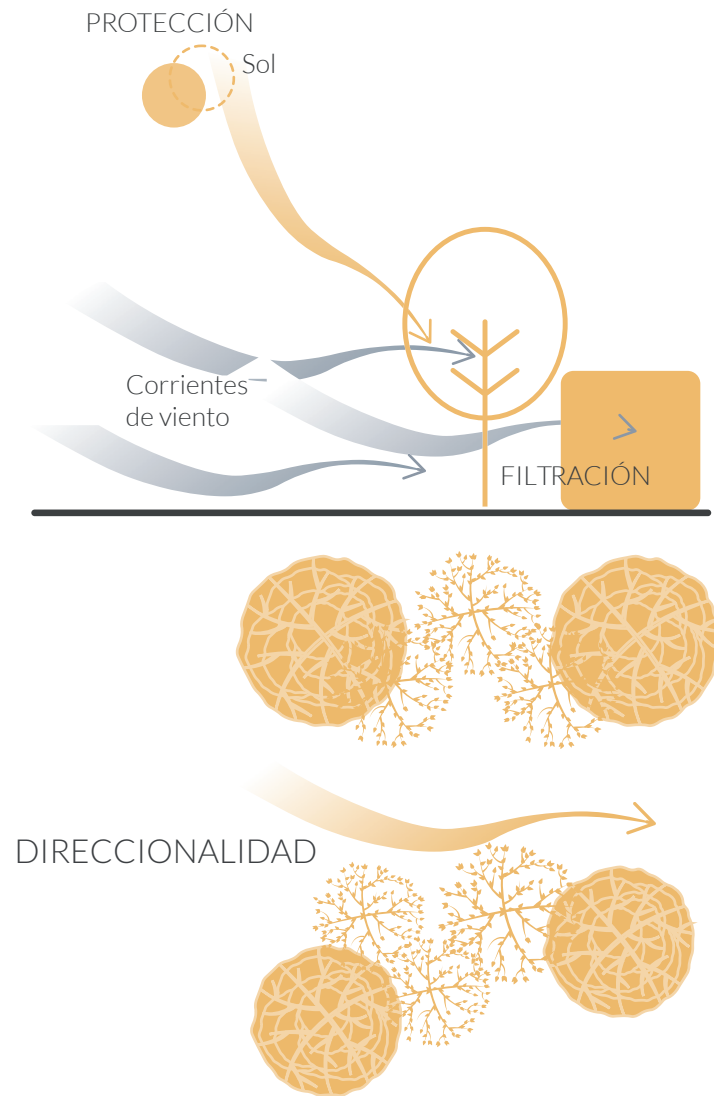 PROTECCIÓN
Sol
Corrientes
de viento
FILTRACIÓN
DIRECCIONALIDAD